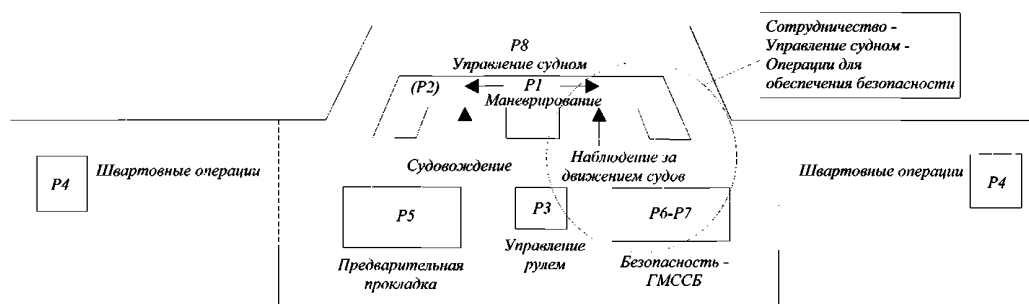 P8
Управление судном
(P2)
P1
Маневрирование
Сотрудничество -
Управление судном -
Операции для
обеспечения безопасности
Судовождение
Наблюдение за
движением судов
P4
Швартовные операции
Швартовные операции
P4
P5
P3
P6-P7
Предварительная
прокладка
Управление
рулем
Безопасность -
ГМССБ